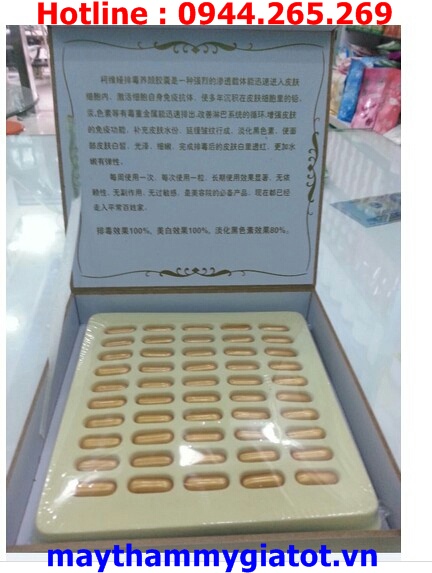 Hotline : 0944.265.269
柯维臻排毒养颜胶囊是一种强烈的渗透能体能迅速进入皮肤
细胞内、激活细胞自身免疫抗体、使多年沉积在皮肤细胞里的铅、
汞,色素等有毒重金属能迅速排出,改善淋巴系统的循环,增强皮肤
的免疫功能、补充皮肤水份、延缓皱纹行成、淡化黑色素、使面
部皮肤白皙、光泽、细嫩、完成排毒后的皮肤白里透红、更加水
嫩有弹性。
每周使用一次、每次使用一粒、长期使用效果显著、无依
赖性、无副作用、无过敏感、是美容院的必备产品、现在都已经
走入平常百姓家。
排毒效果100%、美白效果100%、淡化黑色素效果80%。
maythammygiatot.vn